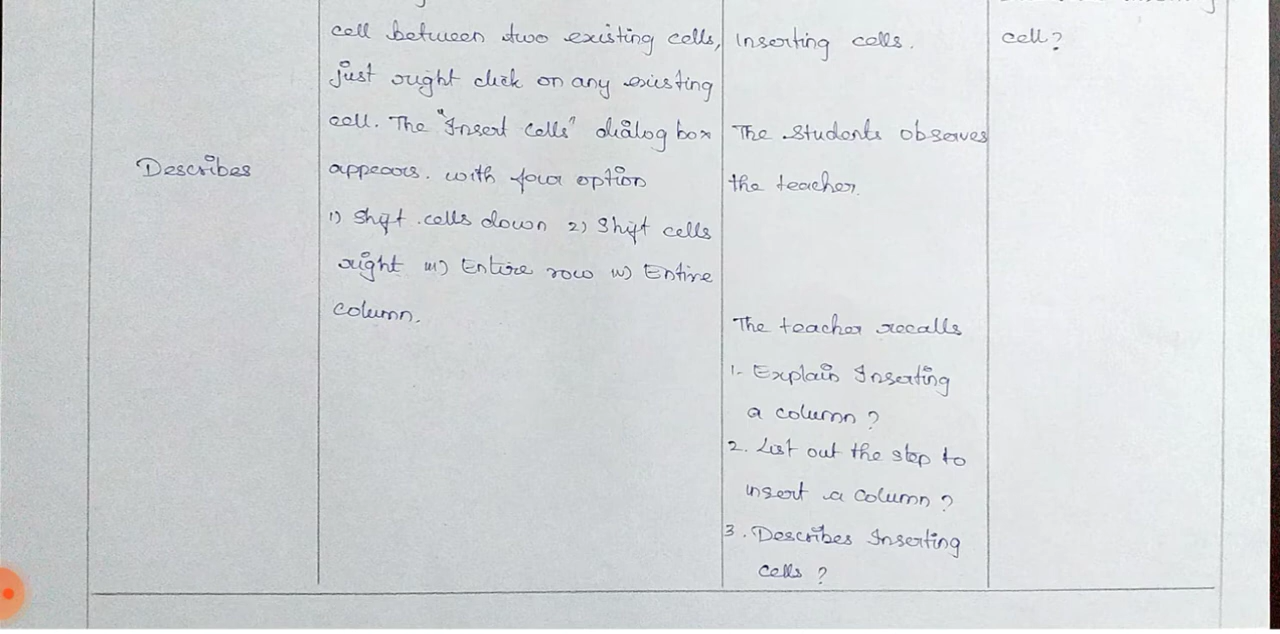 Describes
cell between two existing cells,
just right click on any existing
cell. The "Insert cells" dialog box
appears. with four option
1) Shift cells down 2) Shift cells
right iii) Entire row iv) Entire
column.
Inserting cells.
The students observes
the teacher.
The teacher recalls
1- Explain Inserting
a column?
2. List out the step to
insert a column?
3. Describes Inserting
cells?
cell?